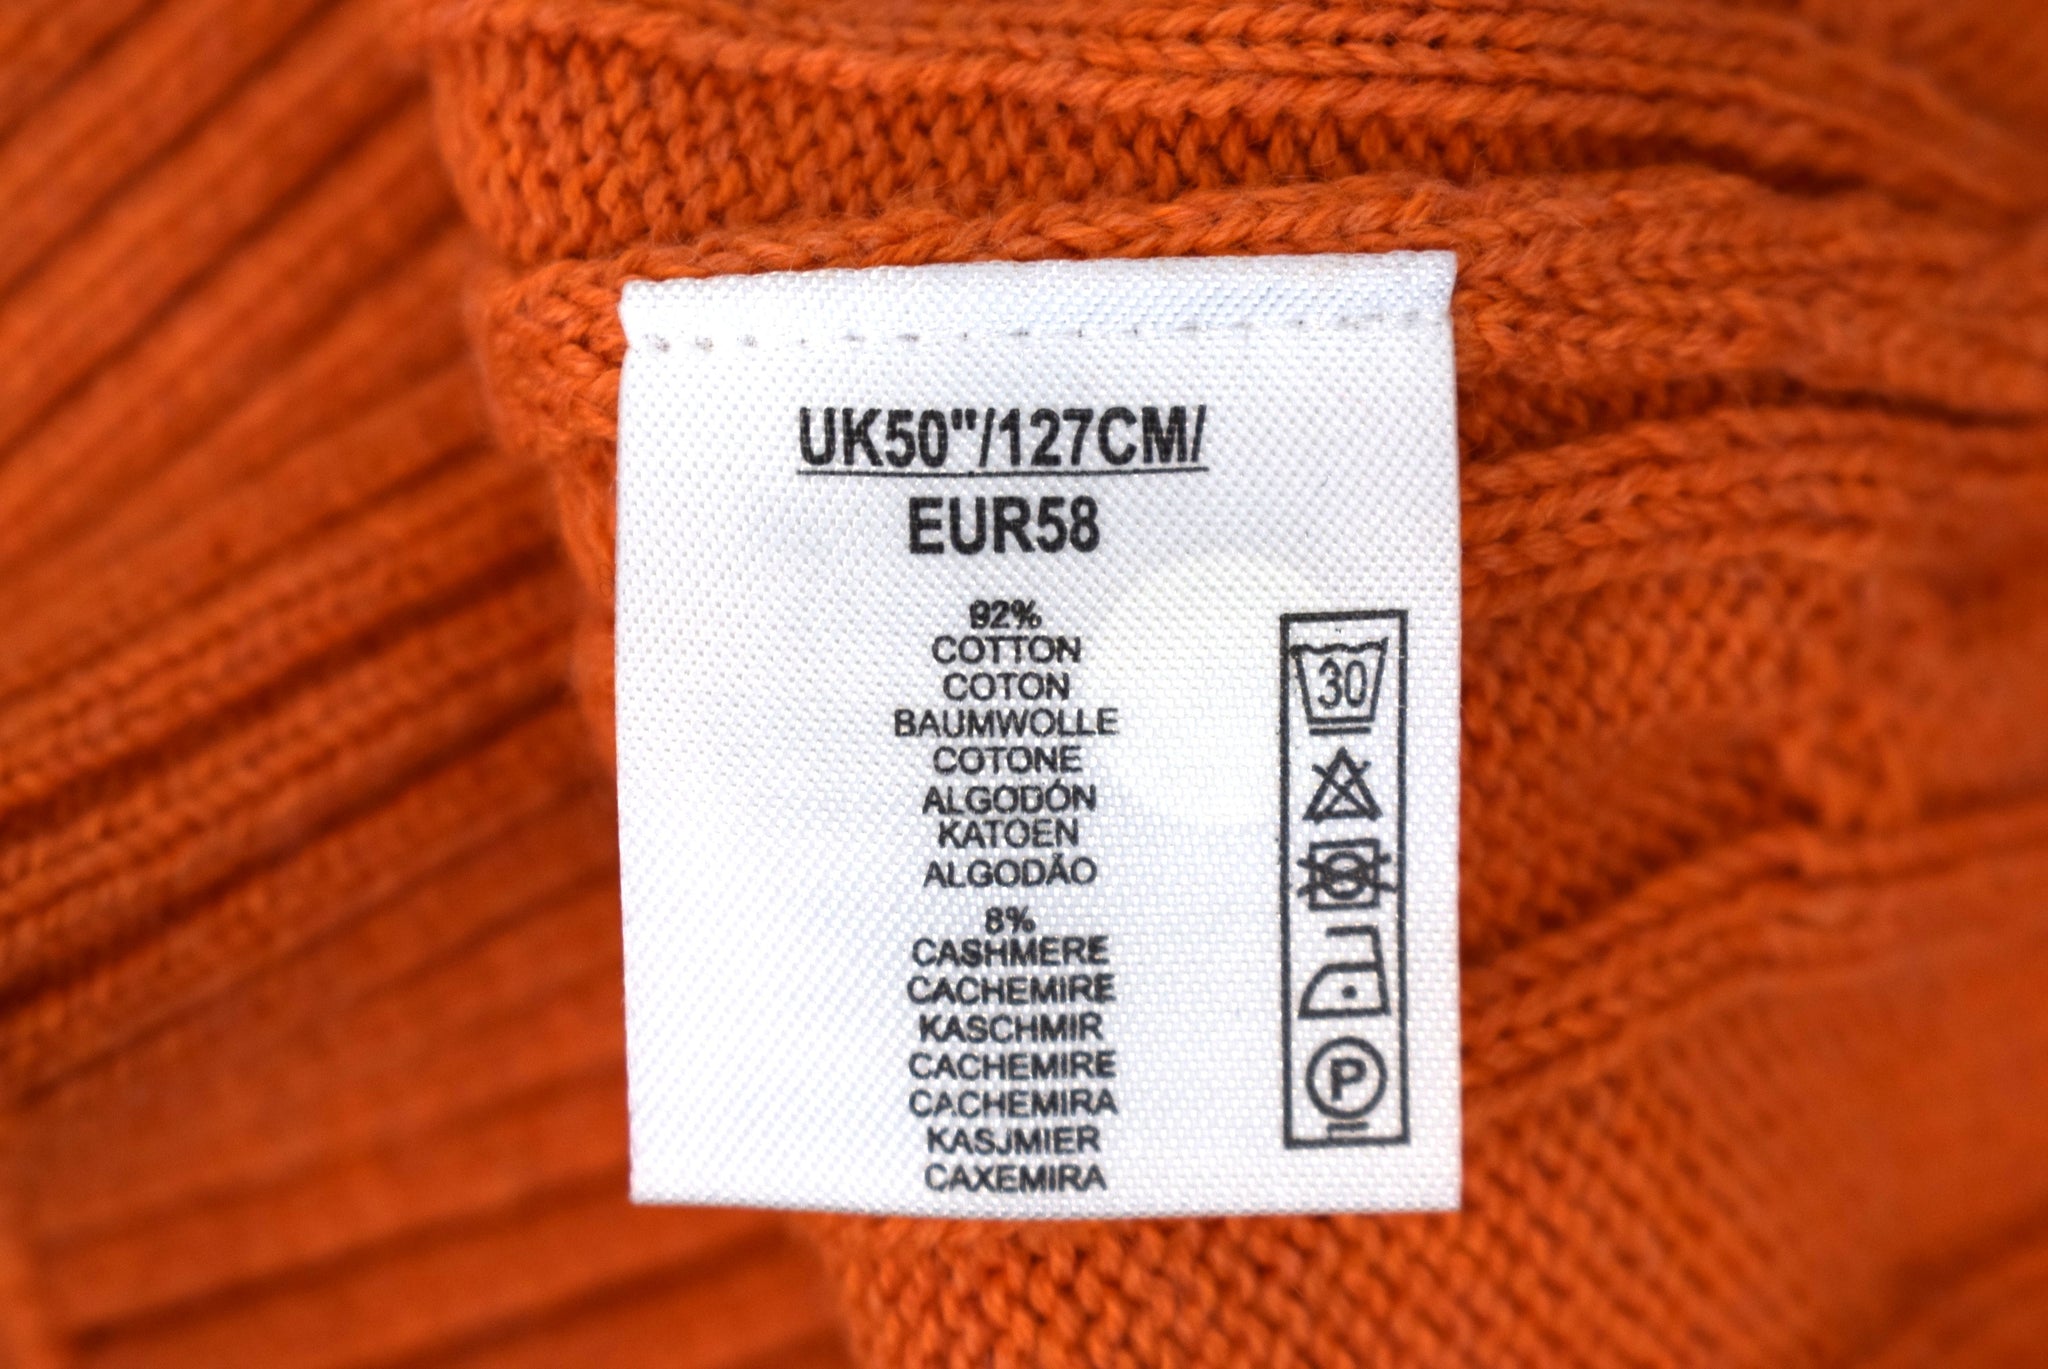 UK50"/127CM/
EUR58
92%
COTTON
COTON
BAUMWOLLE
COTONE
ALGODÓN
KATOEN
ALGODÃO
8%
CASHMERE
CACHEMIRE
KASCHMIR
CACHEMIRE
CACHEMIRA
KASJMIER
CAXEMIRA
30
P